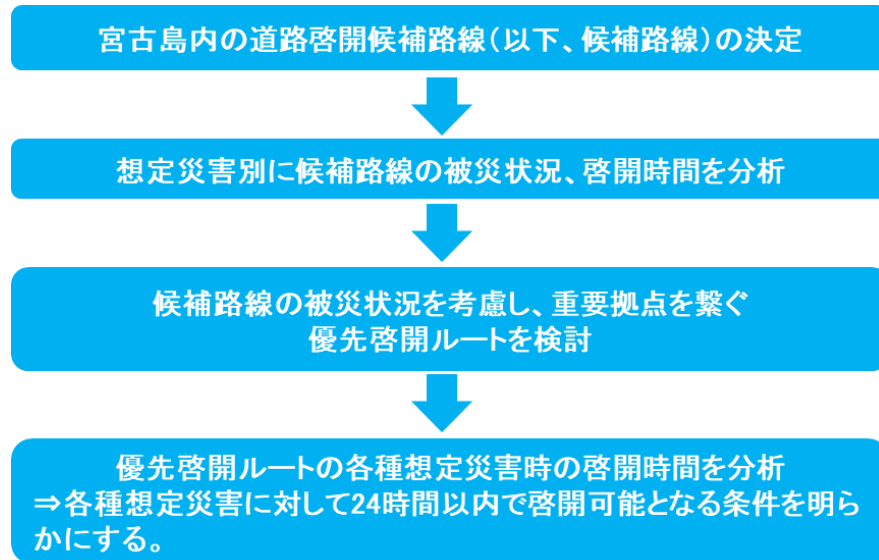 宮古島内の道路啓開候補路線(以下、候補路線)の決定
想定災害別に候補路線の被災状況、啓開時間を分析
候補路線の被災状況を考慮し、重要拠点を繋ぐ
優先啓開ルートを検討
優先啓開ルートの各種想定災害時の啓開時間を分析
⇒各種想定災害に対して24時間以内で啓開可能となる条件を明ら
かにする。